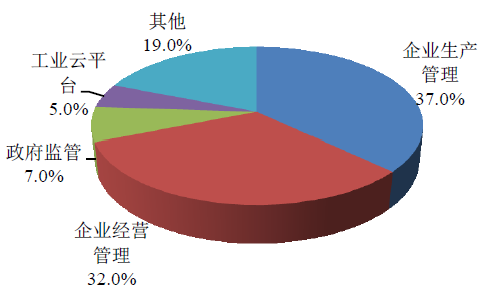 其他
19.0%
企业生产
管理
37.0%
工业云平
台
5.0%
政府监管
7.0%
企业经营
管理
32.0%